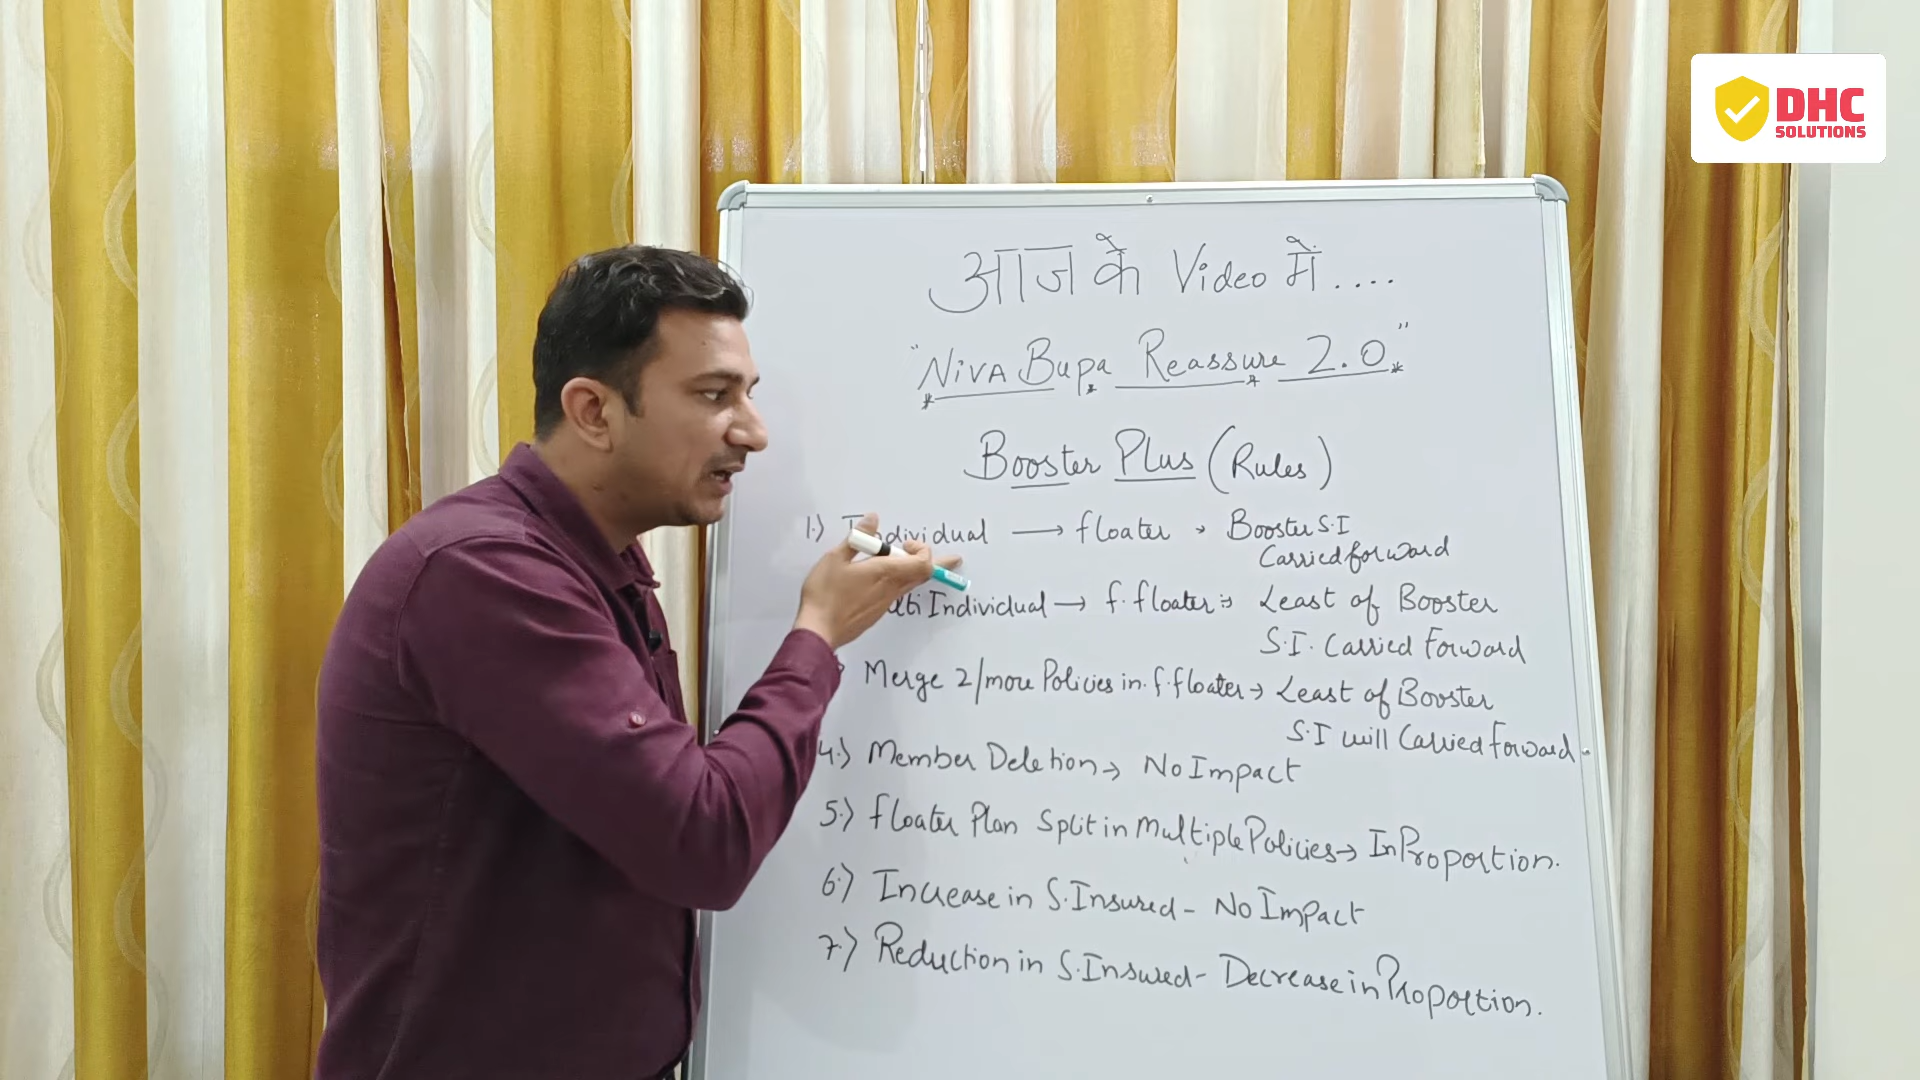 DHC
SOLUTIONS
आज के Video में....
"NIVA Bupa Reassure 2.0"
Booster Plus (Rules)
1.) Individual → floater → Booster S.I
Carried forward
Individual → f. floater → Least of Booster
S.I. Carried Forward
Merge 2/more Policies in f. floater → Least of Booster
S.I will Carried Forward.
4.) Member Deletion → No Impact
5.) floater Plan Split in Multiple Policies → In Proportion.
6.) Increase in S.Insured - No Impact
7.) Reduction in S.Insured - Decrease in Proportion.